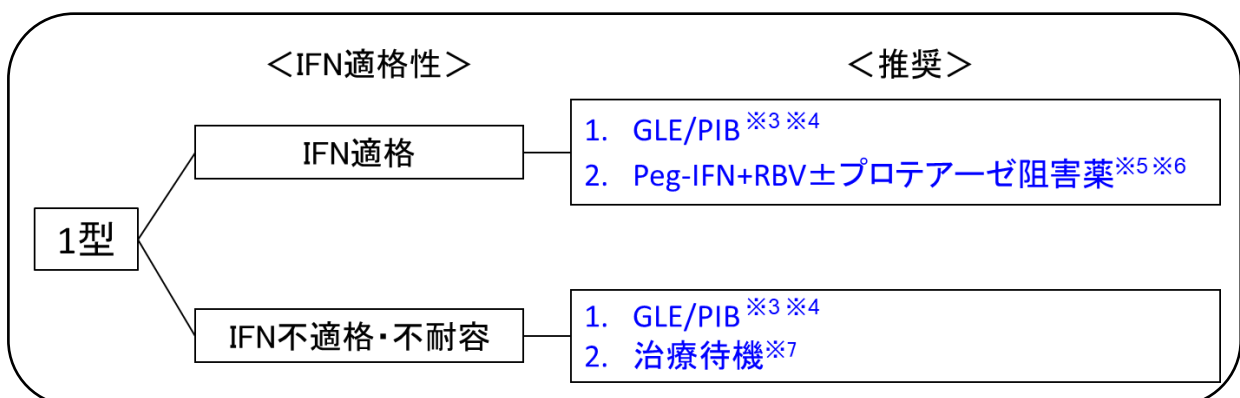 <IFN適格性> <推奨>
1. GLE/PIB※3 ※4
IFN適格
2. Peg-IFN+RBV±プロテアーゼ阻害薬※5 ※6
1型
1. GLE/PIB※3 ※4
IFN不適格・不耐容
2. 治療待機※7